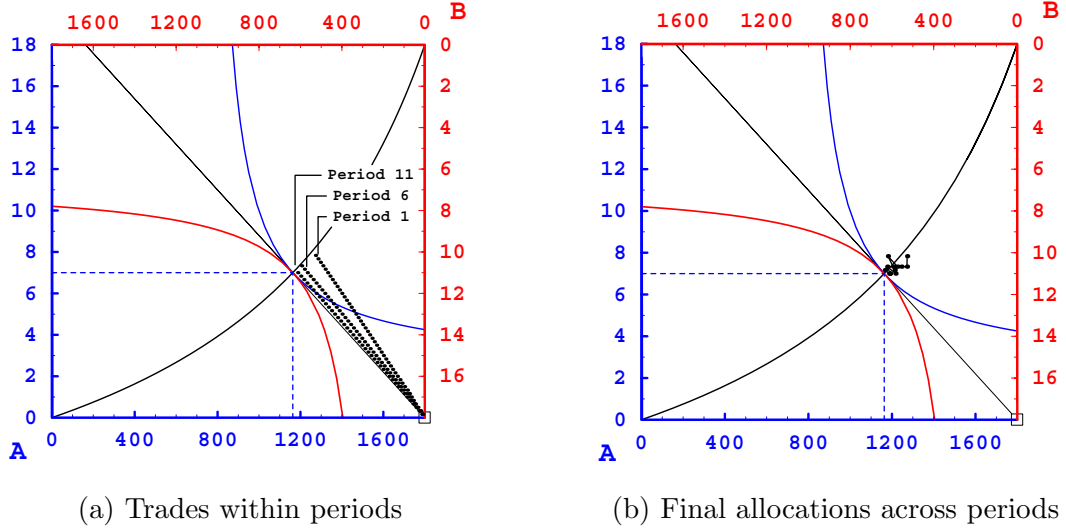 1600 1200 800 400 0 B
18 0
16 2
14 4
12 6
Period 11
10 8
Period 6
Period 1
8 10
6 12
4 14
2 16
0
A 0 400 800 1200 1600
(a) Trades within periods
1600 1200 800 400 0 B
18 0
16 2
14 4
12 6
10 8
8 10
6 12
4 14
2 16
0
A 0 400 800 1200 1600
(b) Final allocations across periods